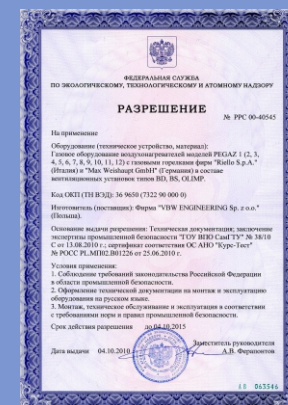 ФЕДЕРАЛЬНАЯ СЛУЖБА
ПО ЭКОЛОГИЧЕСКОМУ, ТЕХНОЛОГИЧЕСКОМУ И АТОМНОМУ НАДЗОРУ
РАЗРЕШЕНИЕ
№ РРС 00-40545
На применение
Оборудование (техническое устройство, материал):
Газовое оборудование воздухонагревателей моделей PEGAZ 1 (2, 3,
4, 5, 6, 7, 8, 9, 10, 11, 12) с газовыми горелками фирм "Riello S.p.A."
(Италия) и "Max Weishaupt GmbH" (Германия) в составе
вентиляционных установок типов BD, BS, OLIMP.
Код ОКП (ТН ВЭД): 36 9650 (7322 90 000 0)
Изготовитель (поставщик): Фирма "VBW ENGINEERING Sp. z o.o."
(Польша).
Основание выдачи разрешения: Техническая документация; заключение
экспертизы промышленной безопасности "ГОУ ВПО СамГТУ" № 38/10
С от 13.08.2010 г.; сертификат соответствия ОС АНО "Курс-Тест"
№ РОСС PL.МП02.В01226 от 25.06.2010 г.
Условия применения:
1. Соблюдение требований законодательства Российской Федерации
в области промышленной безопасности.
2. Оформление технической документации на монтаж и эксплуатацию
оборудования на русском языке.
3. Монтаж, техническое обслуживание и эксплуатация в соответствии
с требованиями норм и правил промышленной безопасности.
Срок действия разрешения до 04.10.2015
Заместитель руководителя
Дата выдачи 04.10.2010 А.В. Ферапонтов
063546